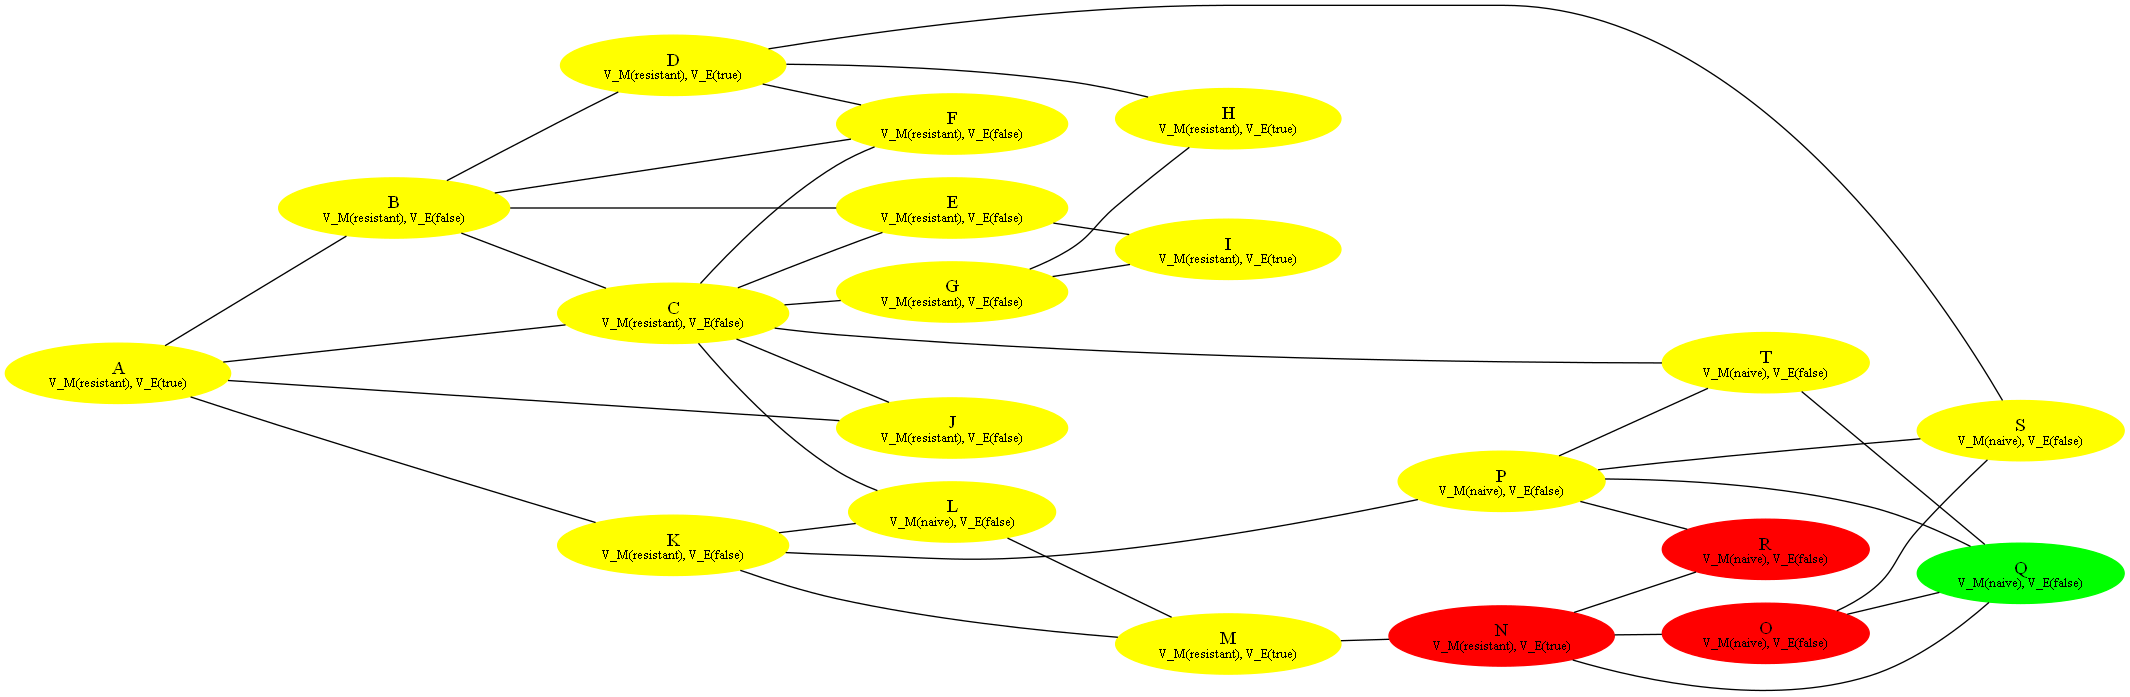 D
V_M(resistant), V_E(true)
F
V_M(resistant), V_E(false)
H
V_M(resistant), V_E(true)
B
V_M(resistant), V_E(false)
E
V_M(resistant), V_E(false)
I
V_M(resistant), V_E(true)
G
V_M(resistant), V_E(false)
C
V_M(resistant), V_E(false)
A
V_M(resistant), V_E(true)
T
V_M(naive), V_E(false)
J
V_M(resistant), V_E(false)
S
V_M(naive), V_E(false)
P
V_M(naive), V_E(false)
L
V_M(naive), V_E(false)
K
V_M(resistant), V_E(false)
R
V_M(naive), V_E(false)
Q
V_M(naive), V_E(false)
M
V_M(resistant), V_E(true)
N
V_M(resistant), V_E(true)
O
V_M(naive), V_E(false)